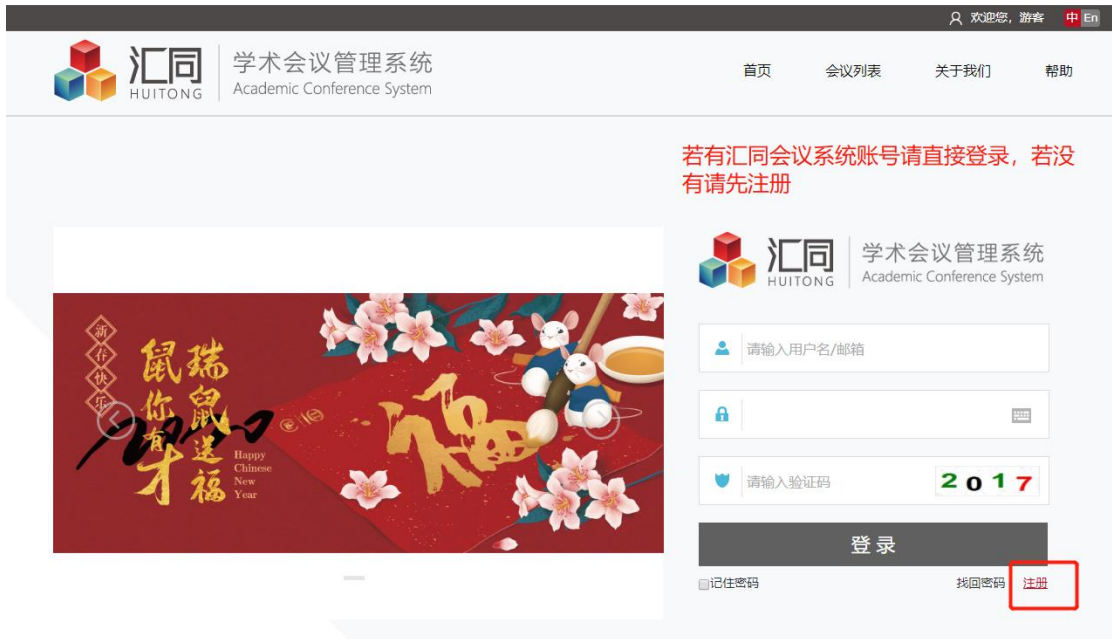 欢迎您，游客 中 En
汇同
HUITONG
学术会议管理系统
Academic Conference System
首页 会议列表 关于我们 帮助
若有汇同会议系统账号请直接登录，若没
有请先注册
汇同
HUITONG
学术会议管理系统
Academic Conference System
新春快乐
瑞鼠送福
鼠你有才
2020
Happy
Chinese
New
Year
福
请输入用户名/邮箱
请输入验证码
2 0 1 7
登录
记住密码 找回密码 注册